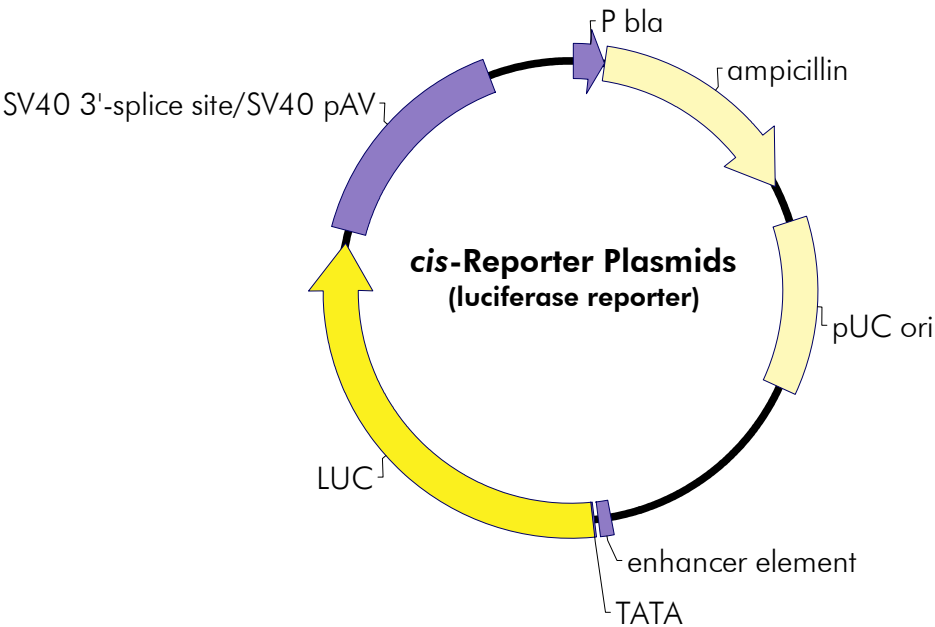 P bla
ampicillin
SV40 3'-splice site/SV40 pAV
cis-Reporter Plasmids
(luciferase reporter)
pUC ori
LUC
enhancer element
TATA